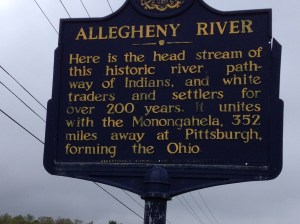 ALLEGHENY RIVER
Here is the head stream of
this historic river path-
way of Indians, and white
traders and settlers for
over 200 years. It unites
with the Monongahela, 352
miles away at Pittsburgh,
forming the Ohio